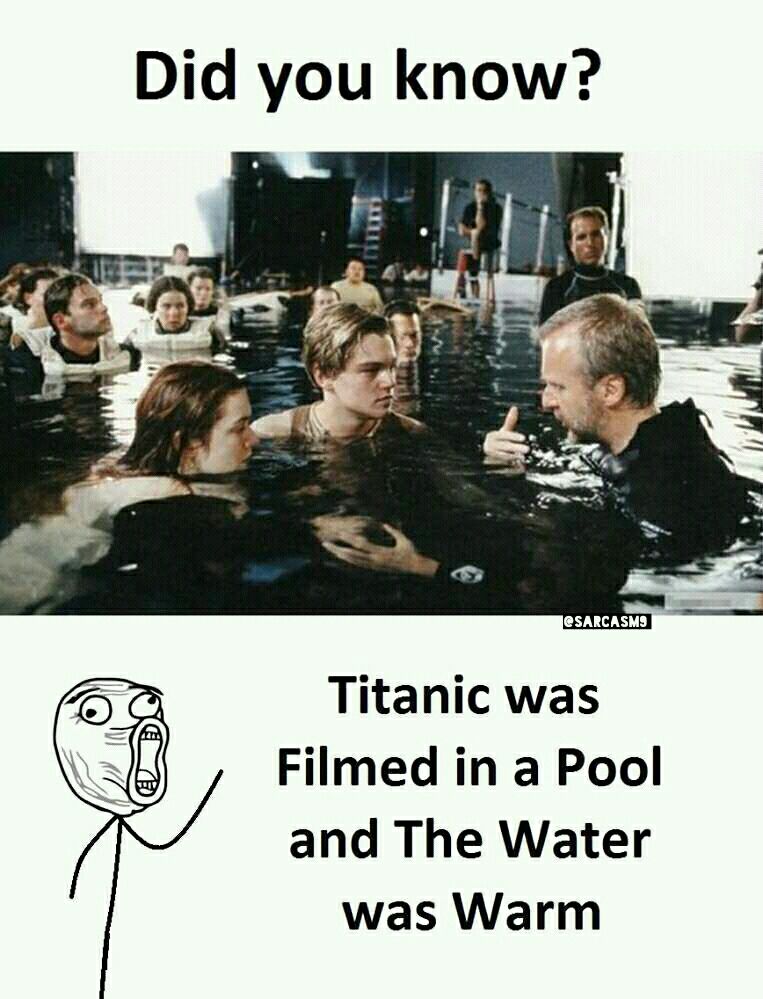 Did you know?
@SARCASM9
Titanic was
Filmed in a Pool
and The Water
was Warm